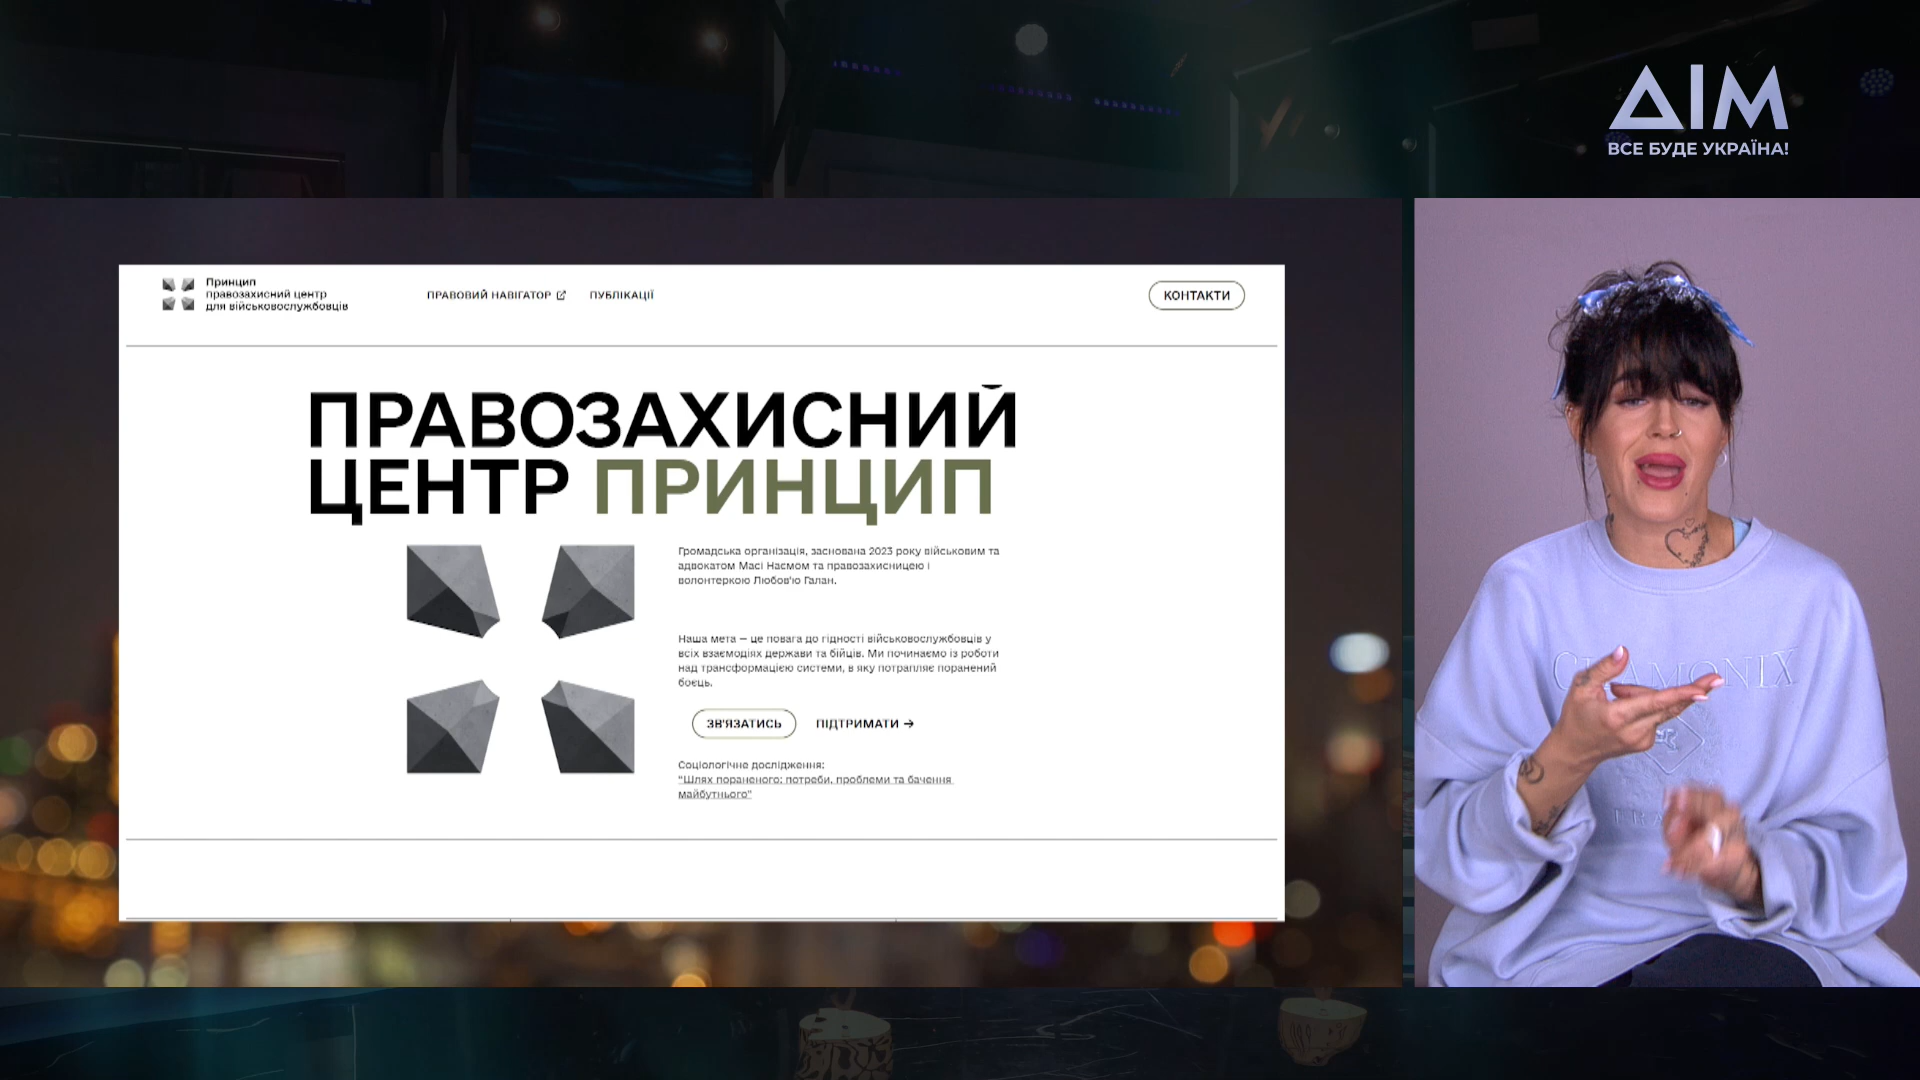 ДІМ
ВСЕ БУДЕ УКРАЇНА!
Принцип
правозахисний центр
для військовослужбовців
ПРАВОВИЙ НАВІГАТОР
ПУБЛІКАЦІЇ
КОНТАКТИ
ПРАВОЗАХИСНИЙ
ЦЕНТР ПРИНЦИП
Громадська організація, заснована 2023 року військовим та
адвокатом Масі Наємом та правозахисницею і
волонтеркою Любов'ю Галан.
Наша мета — це повага до гідності військовослужбовців у
всіх взаємодіях держави та бійців. Ми починаємо із роботи
над трансформацією системи, в яку потрапляє поранений
боєць.
ЗВ'ЯЗАТИСЬ
ПІДТРИМАТИ →
Соціологічне дослідження:
"Шлях пораненого: потреби, проблеми та бачення
майбутнього"
CHAMONIX